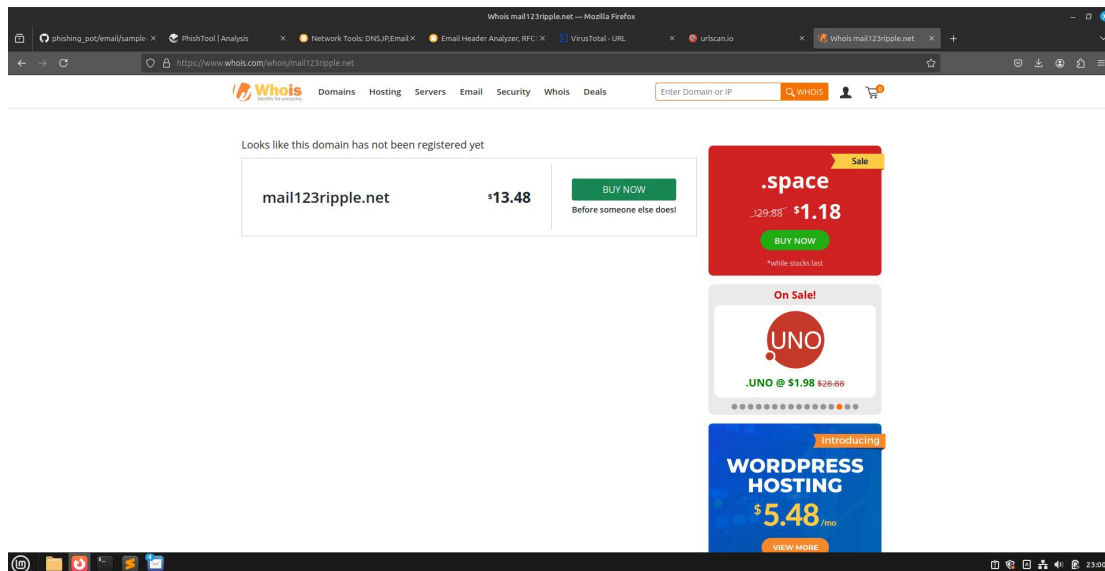 Whois mail123ripple.net — Mozilla Firefox
phishing_pot/email/sample
PhishTool | Analysis
Network Tools: DNS,IP,Email
Email Header Analyzer, RFC
VirusTotal - URL
urlscan.io
Whois mail123ripple.net
https://www.whois.com/whois/mail123ripple.net
Whois
Identity for everyone
Domains Hosting Servers Email Security Whois Deals
Enter Domain or IP
WHOIS
0
Looks like this domain has not been registered yet
mail123ripple.net
$13.48
BUY NOW
Before someone else does!
Sale
.space
$29.88 $1.18
BUY NOW
*while stocks last
On Sale!
.UNO
.UNO @ $1.98 $28.88
Introducing
WORDPRESS
HOSTING
$5.48/mo
VIEW MORE
23:00